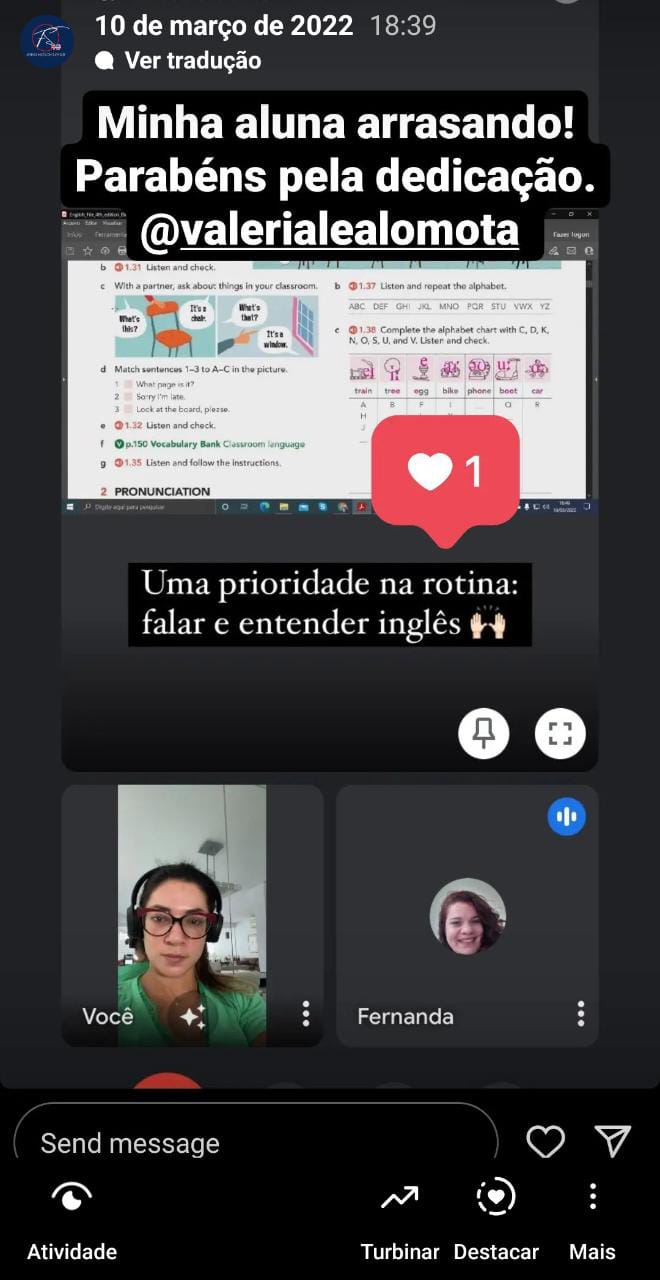 10 de março de 2022 18:39
Ver tradução
Minha aluna arrasando!
Parabéns pela dedicação.
@valerialealomota
Fazer logon
b 1.31 Listen and check.
c With a partner, ask about things in your classroom.
What's this?
It's a chair.
What's that?
It's a window.
d Match sentences 1–3 to A–C in the picture.
1 What page is it?
2 Sorry I'm late.
3 Look at the board, please.
e 1.32 Listen and check.
f V p.150 Vocabulary Bank Classroom language
g 1.35 Listen and follow the instructions.
2 PRONUNCIATION
b 1.37 Listen and repeat the alphabet.
ABC DEF GHI JKL MNO PQR STU VWX YZ
c 1.38 Complete the alphabet chart with C, D, K,
N, O, S, U, and V. Listen and check.
train tree egg bike phone boot car
A B F I Q R
H
J
Digite aqui para pesquisar
1
Uma prioridade na rotina:
falar e entender inglês 🙌🏻
Você
Fernanda
Send message
Atividade
Turbinar
Destacar
Mais